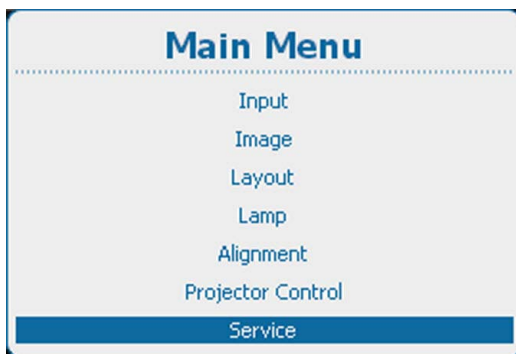 Main Menu
Input
Image
Layout
Lamp
Alignment
Projector Control
Service